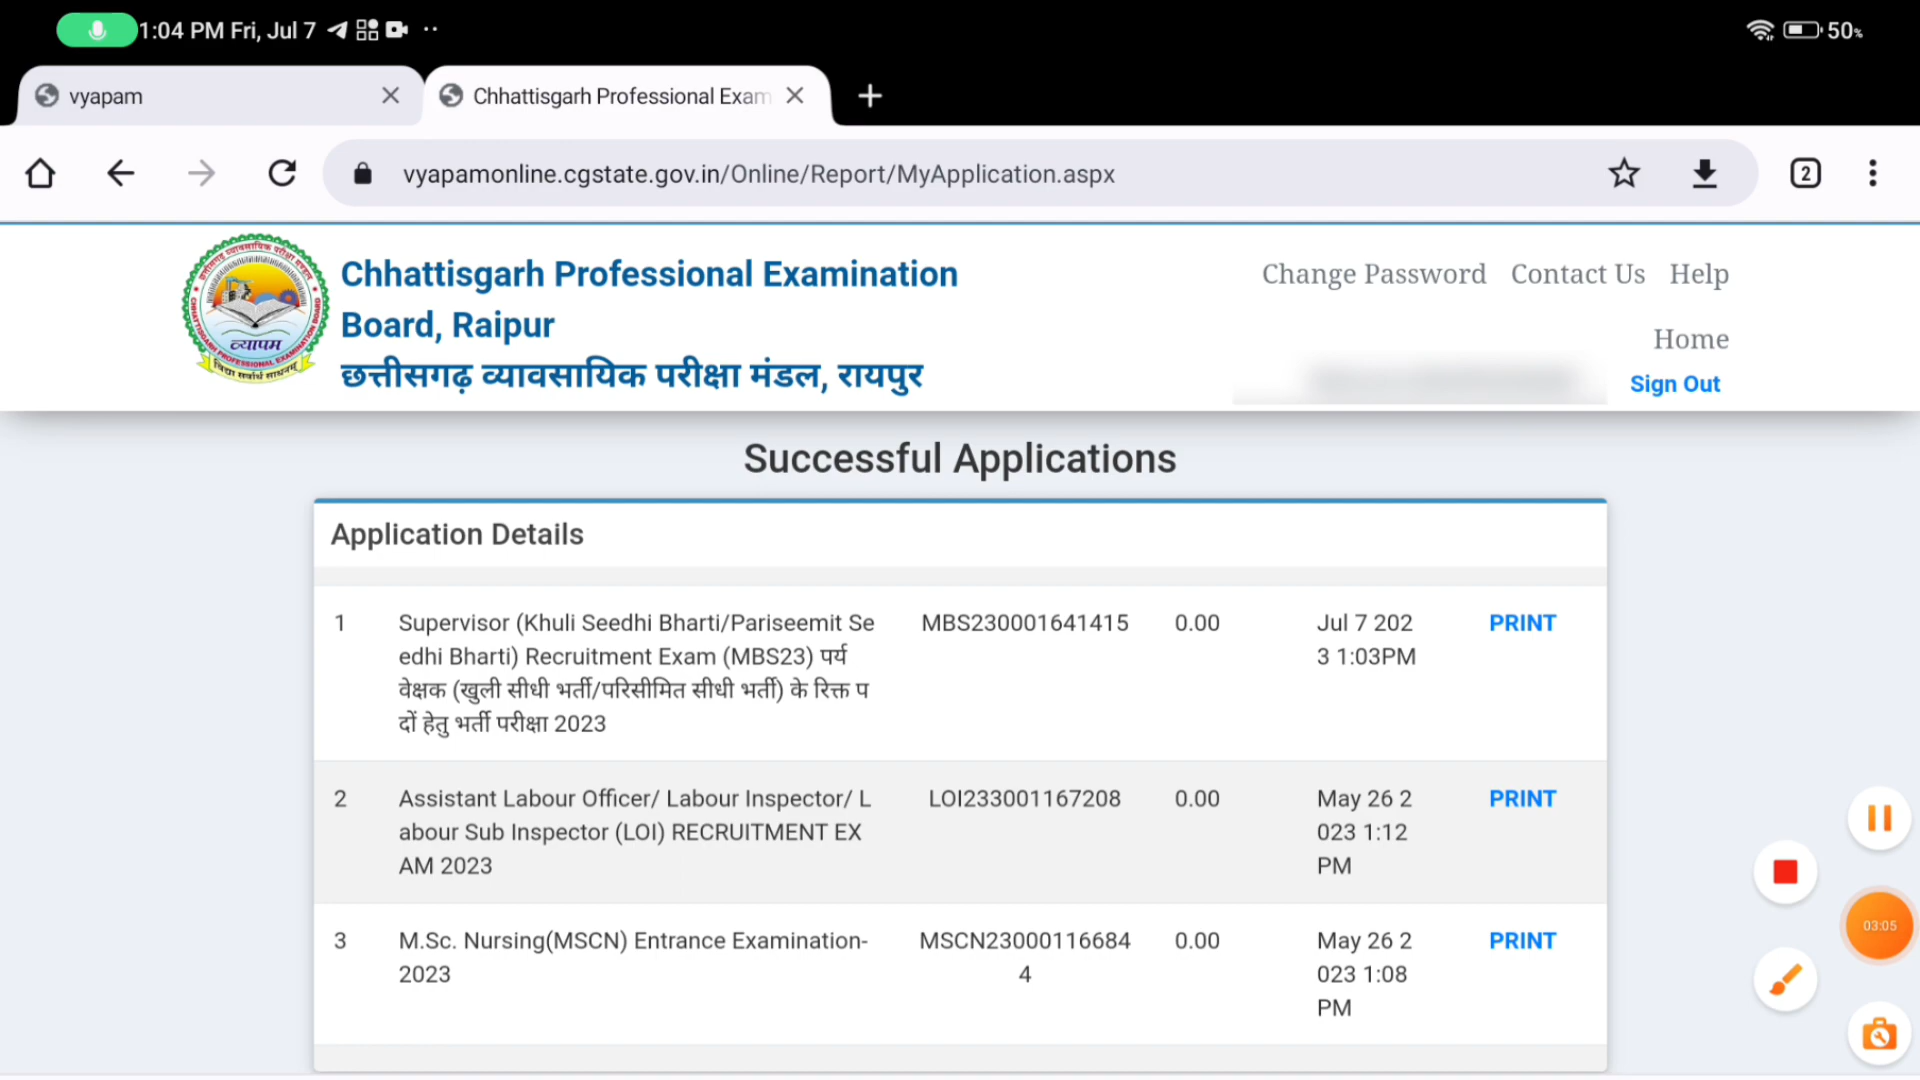 1:04 PM Fri, Jul 7
50%
vyapam
Chhattisgarh Professional Exam
2
vyapamonline.cgstate.gov.in/Online/Report/MyApplication.aspx
Chhattisgarh Professional Examination
Board, Raipur
छत्तीसगढ़ व्यावसायिक परीक्षा मंडल, रायपुर
व्यापम
Change Password Contact Us Help
Home
Sign Out
Successful Applications
Application Details
1 Supervisor (Khuli Seedhi Bharti/Pariseemit Se MBS230001641415 0.00 Jul 7 202 PRINT
edhi Bharti) Recruitment Exam (MBS23) पर्य 3 1:03PM
वेक्षक (खुली सीधी भर्ती/परिसीमित सीधी भर्ती) के रिक्त प
दों हेतु भर्ती परीक्षा 2023
2 Assistant Labour Officer/ Labour Inspector/ L LOI233001167208 0.00 May 26 2 PRINT
abour Sub Inspector (LOI) RECRUITMENT EX 023 1:12
AM 2023 PM
3 M.Sc. Nursing(MSCN) Entrance Examination- MSCN23000116684 0.00 May 26 2 PRINT
2023 4 023 1:08
PM
03:05